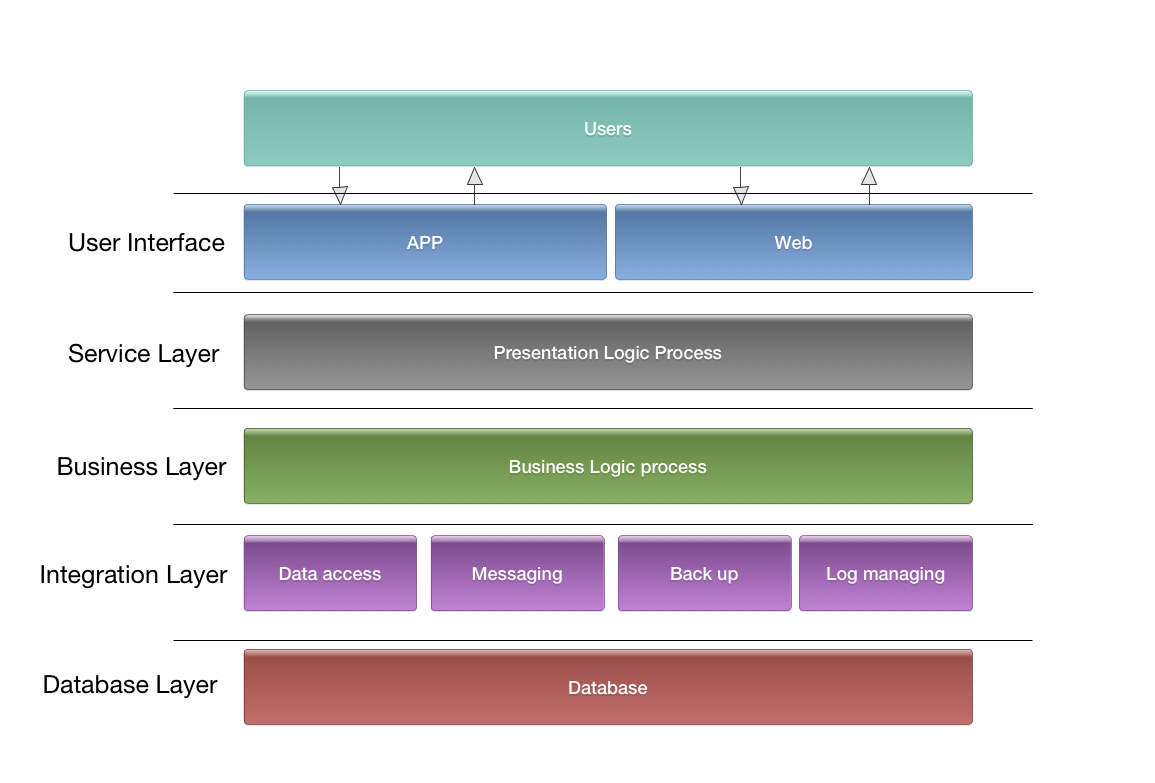 Users
User Interface
APP
Web
Service Layer
Presentation Logic Process
Business Layer
Business Logic process
Integration Layer
Data access
Messaging
Back up
Log managing
Database Layer
Database